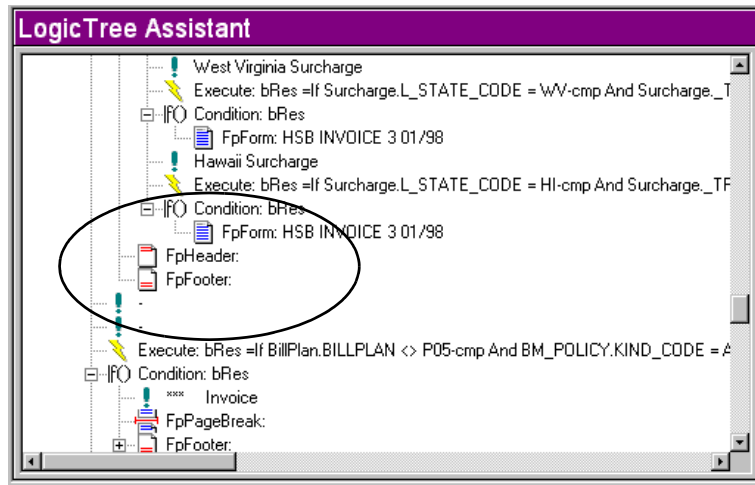 LogicTree Assistant
West Virginia Surcharge
Execute: bRes =If Surcharge.L_STATE_CODE = WV-cmp And Surcharge._T
If() Condition: bRes
FpForm: HSB INVOICE 3 01/98
Hawaii Surcharge
Execute: bRes =If Surcharge.L_STATE_CODE = HI-cmp And Surcharge._TF
If() Condition: bRes
FpForm: HSB INVOICE 3 01/98
FpHeader:
FpFooter:
-
-
Execute: bRes =If BillPlan.BILLPLAN <> P05-cmp And BM_POLICY.KIND_CODE = A
If() Condition: bRes
*** Invoice
FpPageBreak:
FpFooter: